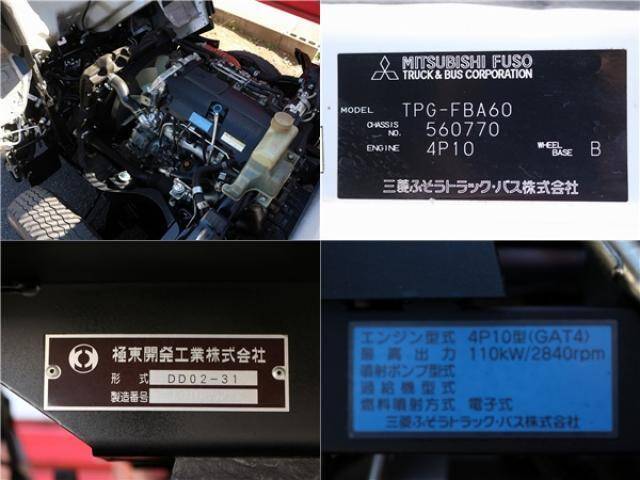 MITSUBISHI FUSO
TRUCK & BUS CORPORATION
MODEL TPG-FBA60
CHASSIS NO. 560770
ENGINE 4P10 WHEEL BASE B
三菱ふそうトラック・バス株式会社
極東開発工業株式会社
形式 DD02-31
製造番号
エンジン型式 4P10型(GAT4)
最高出力 110kW/2840rpm
噴射ポンプ型式
過給機型式
燃料噴射方式 電子式
三菱ふそうトラック・バス株式会社